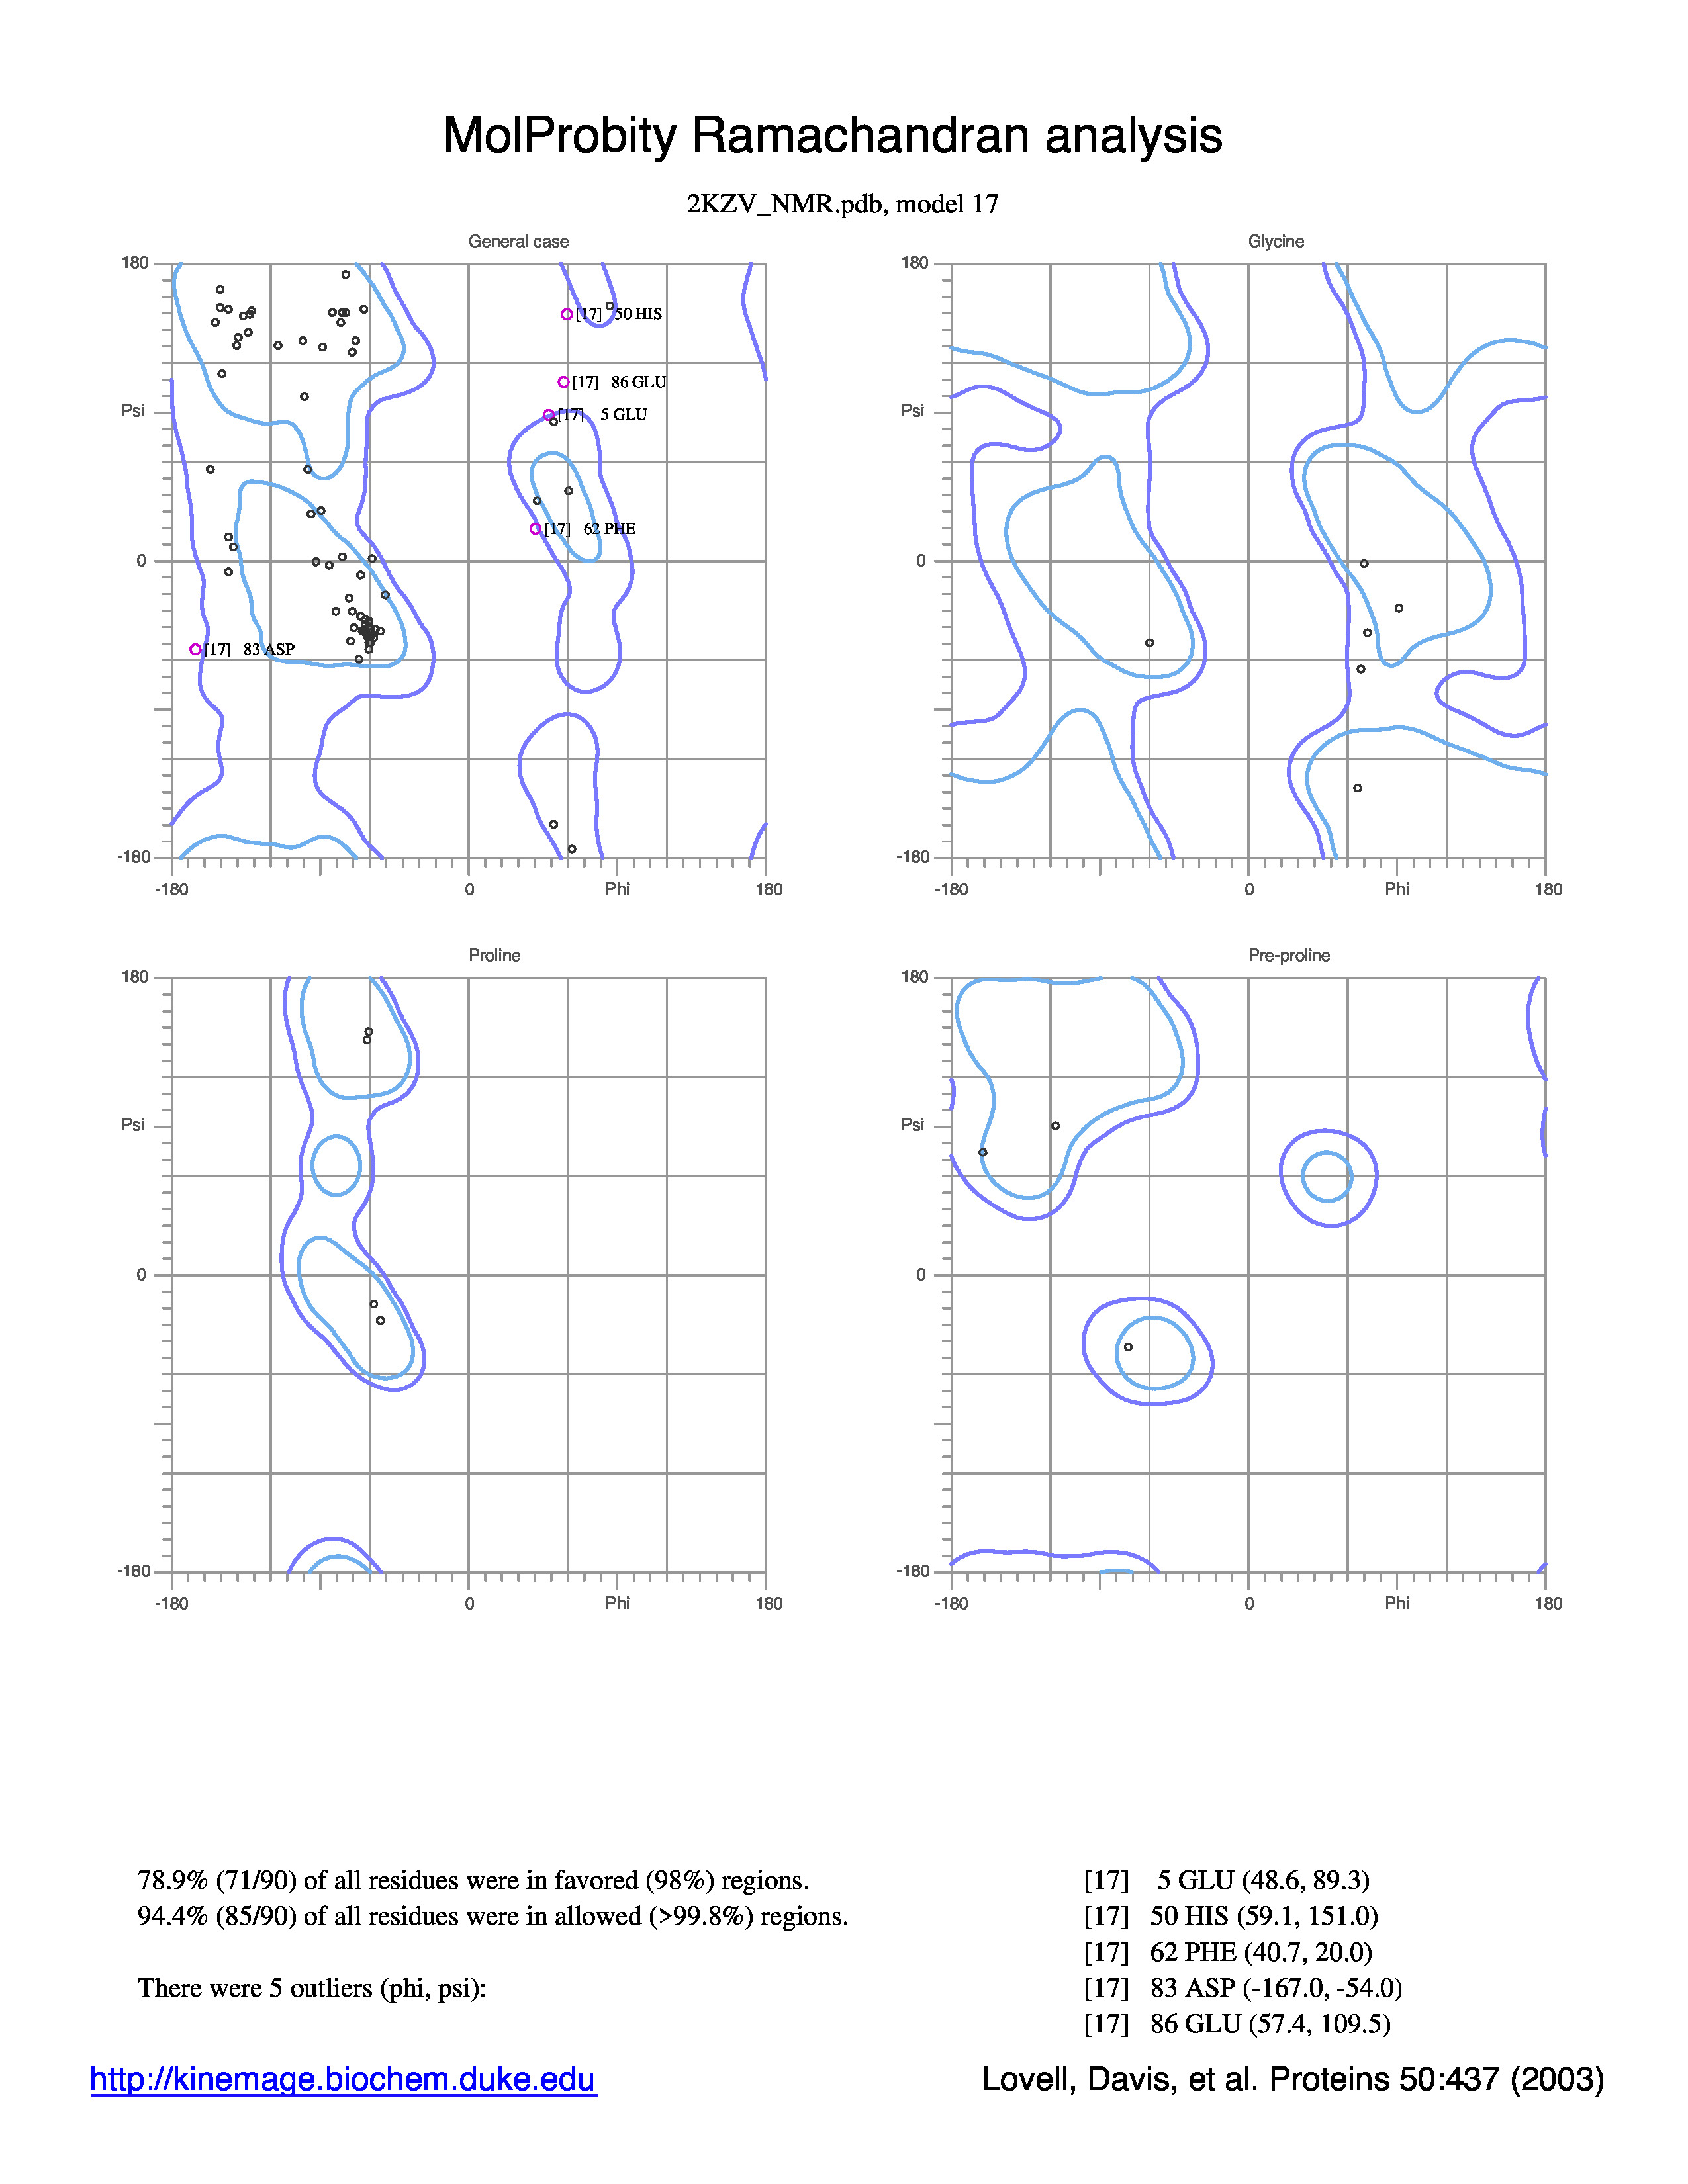 MolProbity Ramachandran analysis
2KZV_NMR.pdb, model 17
General case
180
Psi
0
-180
-180
0
Phi
180
[17] 50 HIS
[17] 86 GLU
[17] 5 GLU
[17] 62 PHE
[17] 83 ASP
Glycine
180
Psi
0
-180
-180
0
Phi
180
Proline
180
Psi
0
-180
-180
0
Phi
180
Pre-proline
180
Psi
0
-180
-180
0
Phi
180
78.9% (71/90) of all residues were in favored (98%) regions.
94.4% (85/90) of all residues were in allowed (>99.8%) regions.
There were 5 outliers (phi, psi):
[17] 5 GLU (48.6, 89.3)
[17] 50 HIS (59.1, 151.0)
[17] 62 PHE (40.7, 20.0)
[17] 83 ASP (-167.0, -54.0)
[17] 86 GLU (57.4, 109.5)
http://kinemage.biochem.duke.edu
Lovell, Davis, et al. Proteins 50:437 (2003)